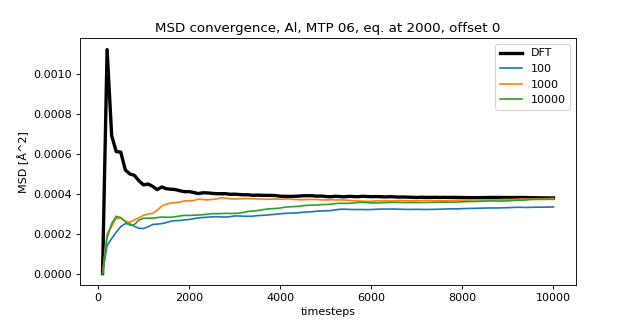 MSD convergence, Al, MTP 06, eq. at 2000, offset 0
DFT
100
1000
10000
MSD [Å^2]
0.0010
0.0008
0.0006
0.0004
0.0002
0.0000
0 2000 4000 6000 8000 10000
timesteps